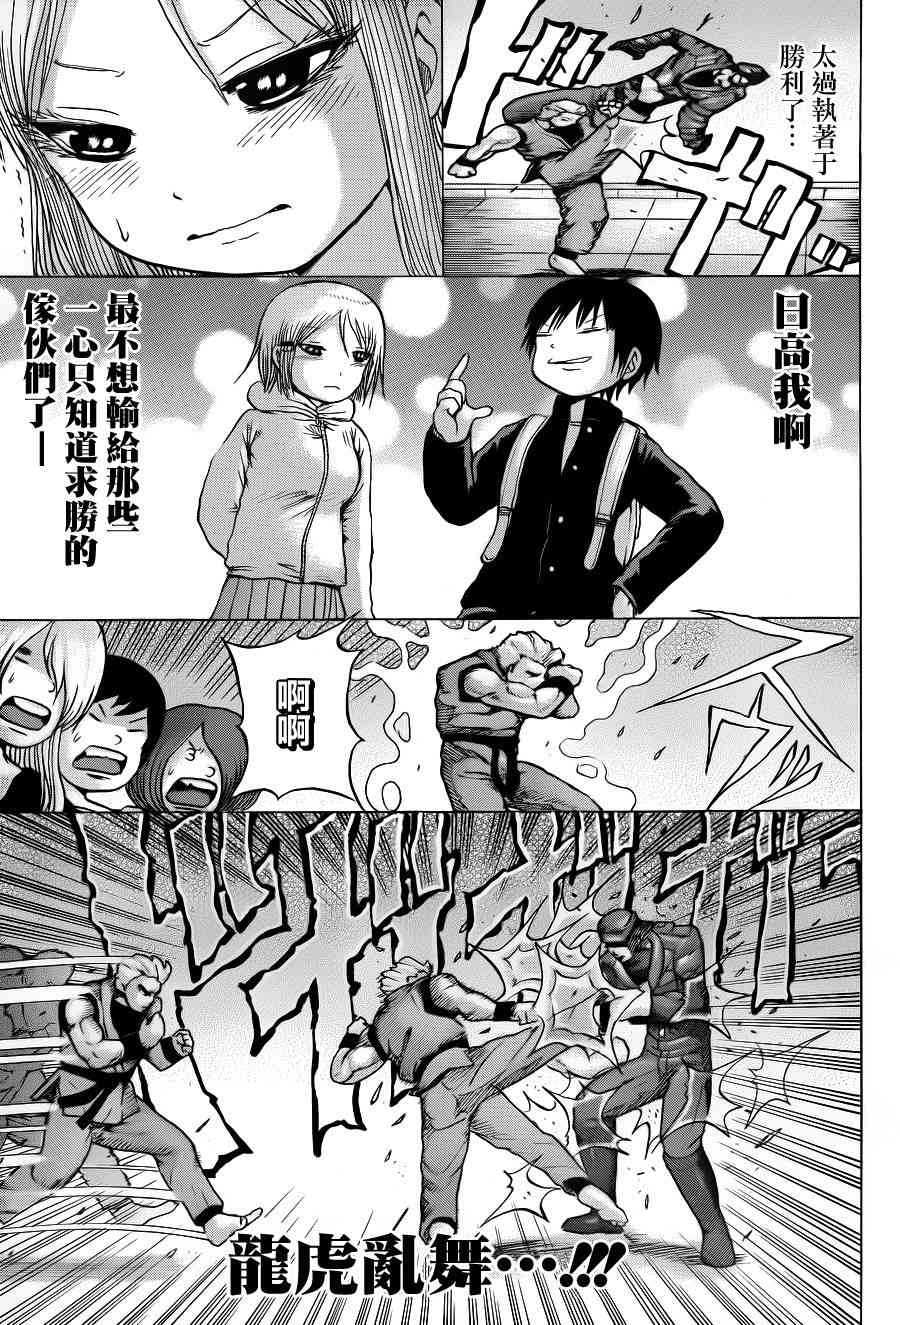 太過執著于
勝利了…
日高我啊
最不想輸給那些
一心只知道求勝的
傢伙們了—
啊啊
龍虎亂舞…!!!